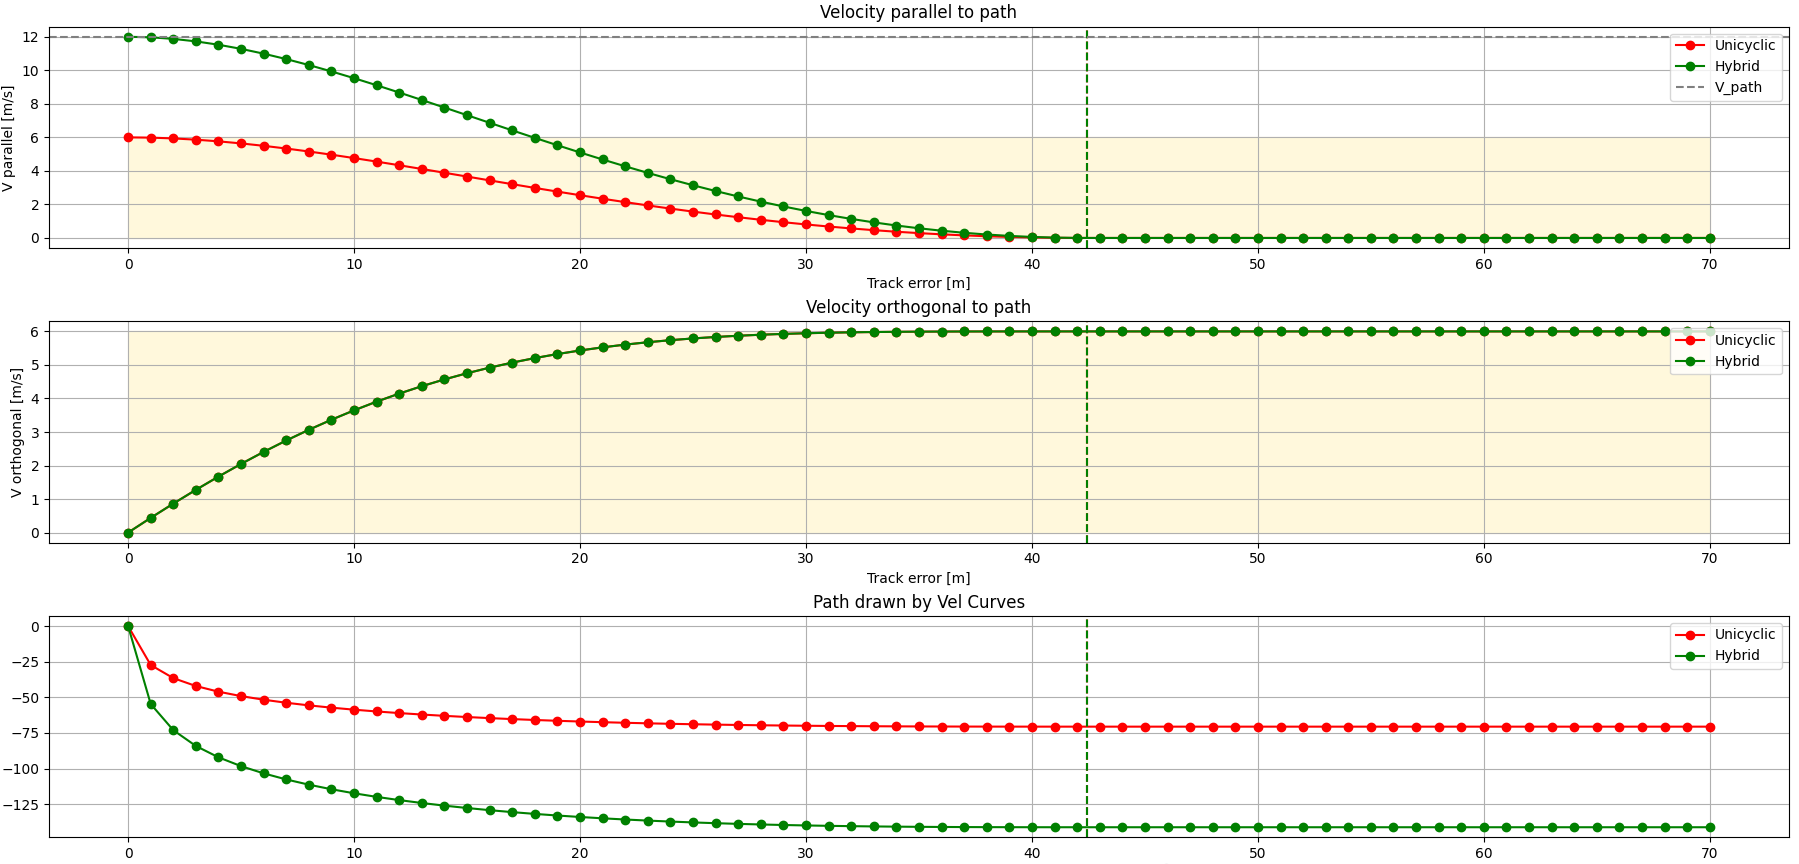 Velocity parallel to path
V parallel [m/s]
12
10
8
6
4
2
0
Unicyclic
Hybrid
V_path
0 10 20 30 40 50 60 70
Track error [m]
Velocity orthogonal to path
V orthogonal [m/s]
6
5
4
3
2
1
0
Unicyclic
Hybrid
0 10 20 30 40 50 60 70
Track error [m]
Path drawn by Vel Curves
0
−25
−50
−75
−100
−125
Unicyclic
Hybrid
0 10 20 30 40 50 60 70